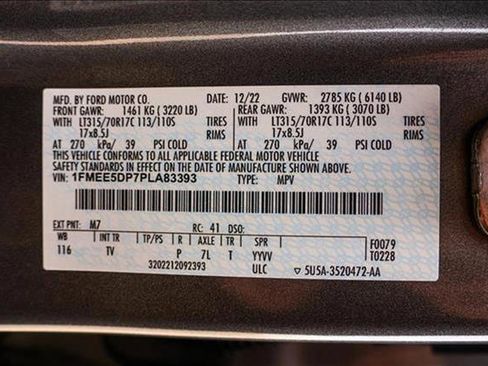 MFD. BY FORD MOTOR CO. DATE: 12/22 GVWR: 2785 KG ( 6140 LB)
FRONT GAWR: 1461 KG ( 3220 LB) REAR GAWR: 1393 KG ( 3070 LB)
WITH LT315/70R17C 113/110S TIRES WITH LT315/70R17C 113/110S TIRES
17x8.5J RIMS 17x8.5J RIMS
AT 270 kPa/ 39 PSI COLD AT 270 kPa/ 39 PSI COLD
THIS VEHICLE CONFORMS TO ALL APPLICABLE FEDERAL MOTOR VEHICLE
SAFETY STANDARDS IN EFFECT ON THE DATE OF MANUFACTURE SHOWN ABOVE.
VIN: 1FMEE5DP7PLA83393 TYPE: MPV
EXT PNT: M7 RC: 41 DSO:
WB INT TR TP/PS R AXLE TR SPR F0079
116 TV P 7L T YYVV T0228
3202212092393 ULC 5U5A-3520472-AA